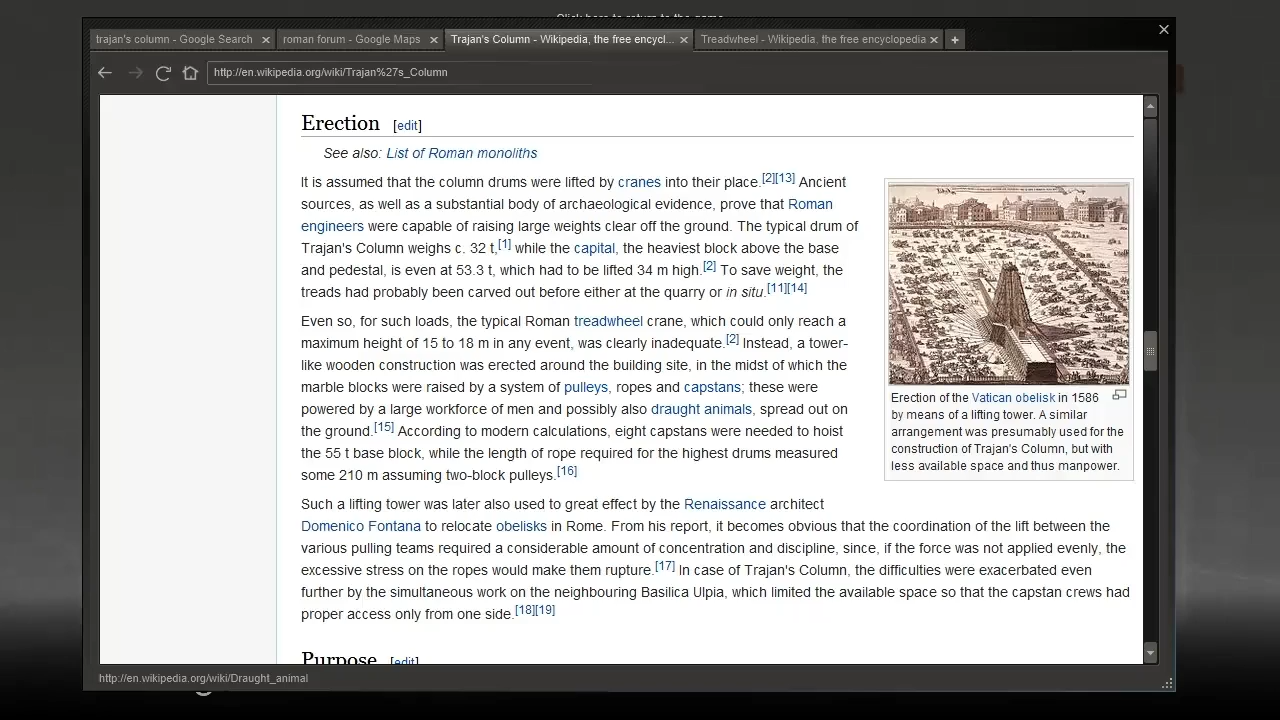 Click here to return to the game
trajan's column - Google Search
roman forum - Google Maps
Trajan's Column - Wikipedia, the free encycl...
Treadwheel - Wikipedia, the free encyclopedia
http://en.wikipedia.org/wiki/Trajan%27s_Column
Erection [edit]
See also: List of Roman monoliths
It is assumed that the column drums were lifted by cranes into their place.[2][13] Ancient
sources, as well as a substantial body of archaeological evidence, prove that Roman
engineers were capable of raising large weights clear off the ground. The typical drum of
Trajan's Column weighs c. 32 t,[1] while the capital, the heaviest block above the base
and pedestal, is even at 53.3 t, which had to be lifted 34 m high.[2] To save weight, the
treads had probably been carved out before either at the quarry or in situ.[11][14]
Even so, for such loads, the typical Roman treadwheel crane, which could only reach a
maximum height of 15 to 18 m in any event, was clearly inadequate.[2] Instead, a tower-
like wooden construction was erected around the building site, in the midst of which the
marble blocks were raised by a system of pulleys, ropes and capstans; these were
powered by a large workforce of men and possibly also draught animals, spread out on
the ground.[15] According to modern calculations, eight capstans were needed to hoist
the 55 t base block, while the length of rope required for the highest drums measured
some 210 m assuming two-block pulleys.[16]
Erection of the Vatican obelisk in 1586
by means of a lifting tower. A similar
arrangement was presumably used for the
construction of Trajan's Column, but with
less available space and thus manpower.
Such a lifting tower was later also used to great effect by the Renaissance architect
Domenico Fontana to relocate obelisks in Rome. From his report, it becomes obvious that the coordination of the lift between the
various pulling teams required a considerable amount of concentration and discipline, since, if the force was not applied evenly, the
excessive stress on the ropes would make them rupture.[17] In case of Trajan's Column, the difficulties were exacerbated even
further by the simultaneous work on the neighbouring Basilica Ulpia, which limited the available space so that the capstan crews had
proper access only from one side.[18][19]
Purpose [edit]
http://en.wikipedia.org/wiki/Draught_animal